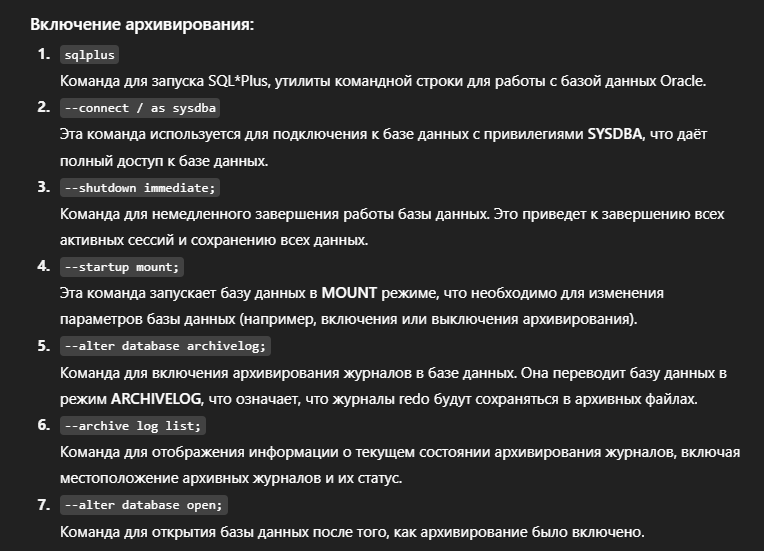 Включение архивирования:
1. sqlplus
Команда для запуска SQL*Plus, утилиты командной строки для работы с базой данных Oracle.
2. --connect / as sysdba
Эта команда используется для подключения к базе данных с привилегиями SYSDBA, что даёт
полный доступ к базе данных.
3. --shutdown immediate;
Команда для немедленного завершения работы базы данных. Это приведет к завершению всех
активных сессий и сохранению всех данных.
4. --startup mount;
Эта команда запускает базу данных в MOUNT режиме, что необходимо для изменения
параметров базы данных (например, включения или выключения архивирования).
5. --alter database archivelog;
Команда для включения архивирования журналов в базе данных. Она переводит базу данных в
режим ARCHIVELOG, что означает, что журналы redo будут сохраняться в архивных файлах.
6. --archive log list;
Команда для отображения информации о текущем состоянии архивирования журналов, включая
местоположение архивных журналов и их статус.
7. --alter database open;
Команда для открытия базы данных после того, как архивирование было включено.